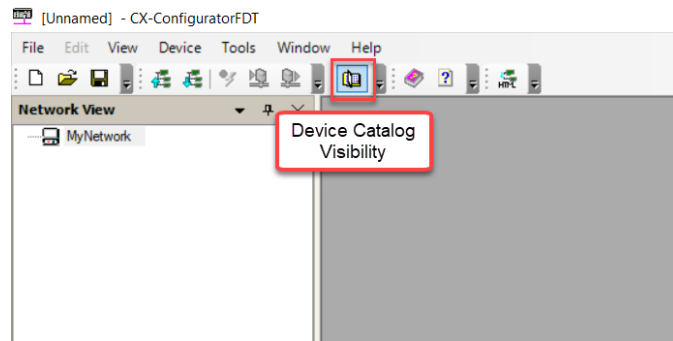 [Unnamed] - CX-ConfiguratorFDT
File Edit View Device Tools Window Help
Network View
MyNetwork
Device Catalog
Visibility